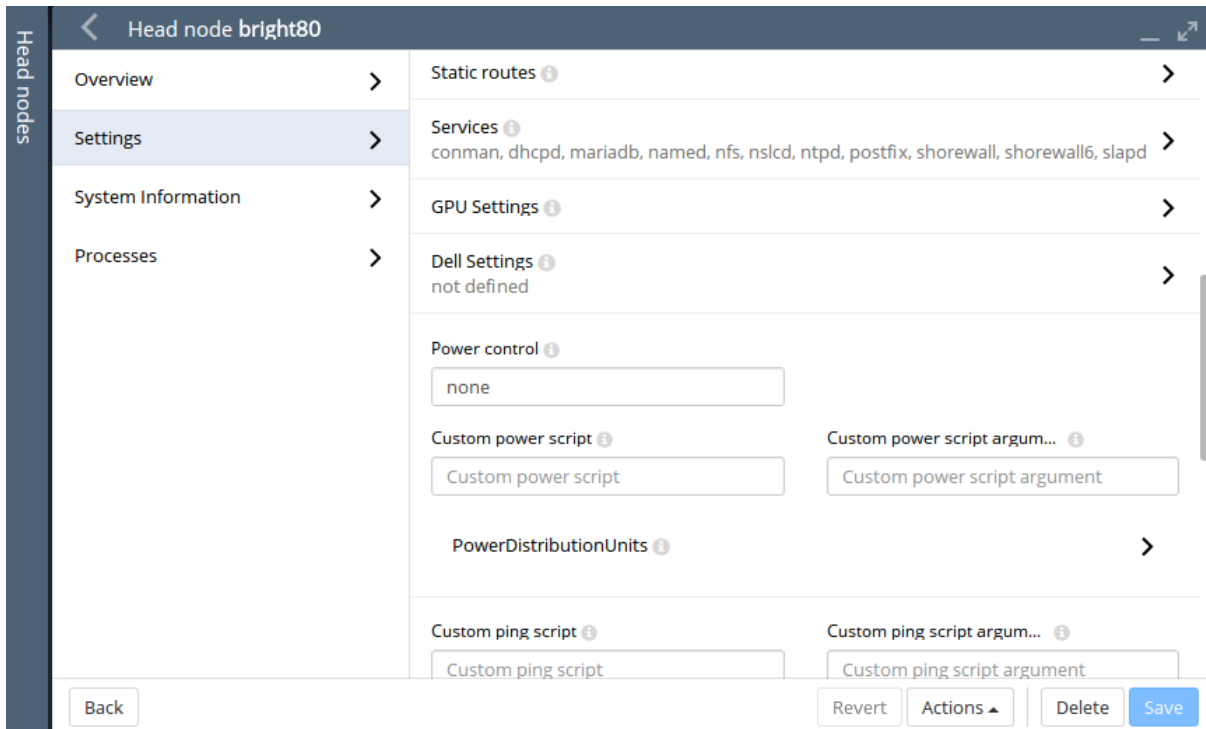 Head nodes
Head node bright80
Overview
Settings
System Information
Processes
Static routes
Services
conman, dhcpd, mariadb, named, nfs, nslcd, ntpd, postfix, shorewall, shorewall6, slapd
GPU Settings
Dell Settings
not defined
Power control
none
Custom power script
Custom power script argum...
Custom power script
Custom power script argument
PowerDistributionUnits
Custom ping script
Custom ping script argum...
Custom ping script
Custom ping script argument
Back
Revert
Actions
Delete
Save